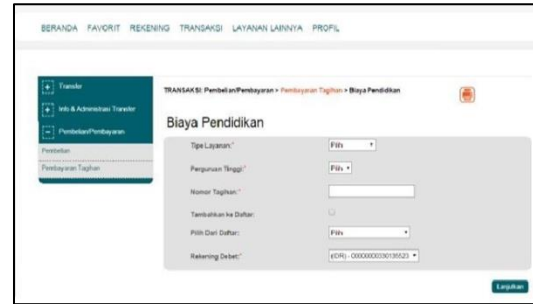 BERANDA FAVORIT REKENING TRANSAKSI LAYANAN LAINNYA PROFIL
Transfer
Info & Administrasi Transfer
Pembelian/Pembayaran
Pembelian
Pembayaran Tagihan
TRANSAKSI: Pembelian/Pembayaran > Pembayaran Tagihan > Biaya Pendidikan
Biaya Pendidikan
Tipe Layanan:* Pilih
Perguruan Tinggi:* Pilih
Nomor Tagihan:*
Tambahkan ke Daftar:
Pilih Dari Daftar: Pilih
Rekening Debet:*
Lanjutkan